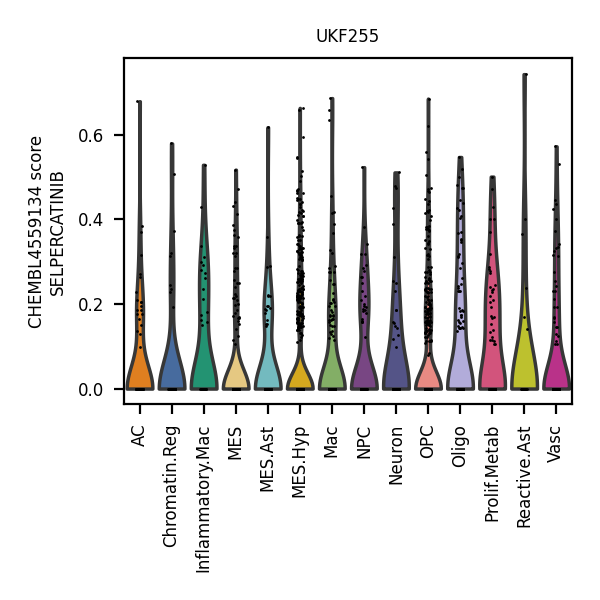 UKF255
CHEMBL4559134 score
SELPERCATINIB
0.6
0.4
0.2
0.0
AC
Chromatin.Reg
Inflammatory.Mac
MES
MES.Ast
MES.Hyp
Mac
NPC
Neuron
OPC
Oligo
Prolif.Metab
Reactive.Ast
Vasc